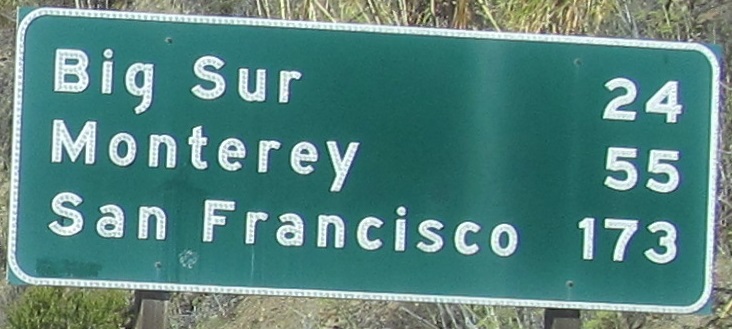 Big Sur 24
Monterey 55
San Francisco 173